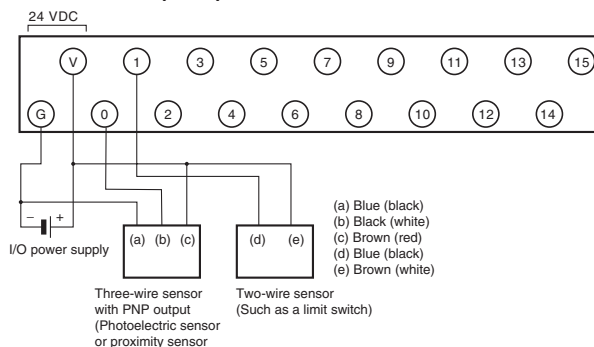 24 VDC
V 1 3 5 7 9 11 13 15
G 0 2 4 6 8 10 12 14
− +
I/O power supply
(a) (b) (c)
(d) (e)
(a) Blue (black)
(b) Black (white)
(c) Brown (red)
(d) Blue (black)
(e) Brown (white)
Three-wire sensor
with PNP output
(Photoelectric sensor
or proximity sensor
Two-wire sensor
(Such as a limit switch)